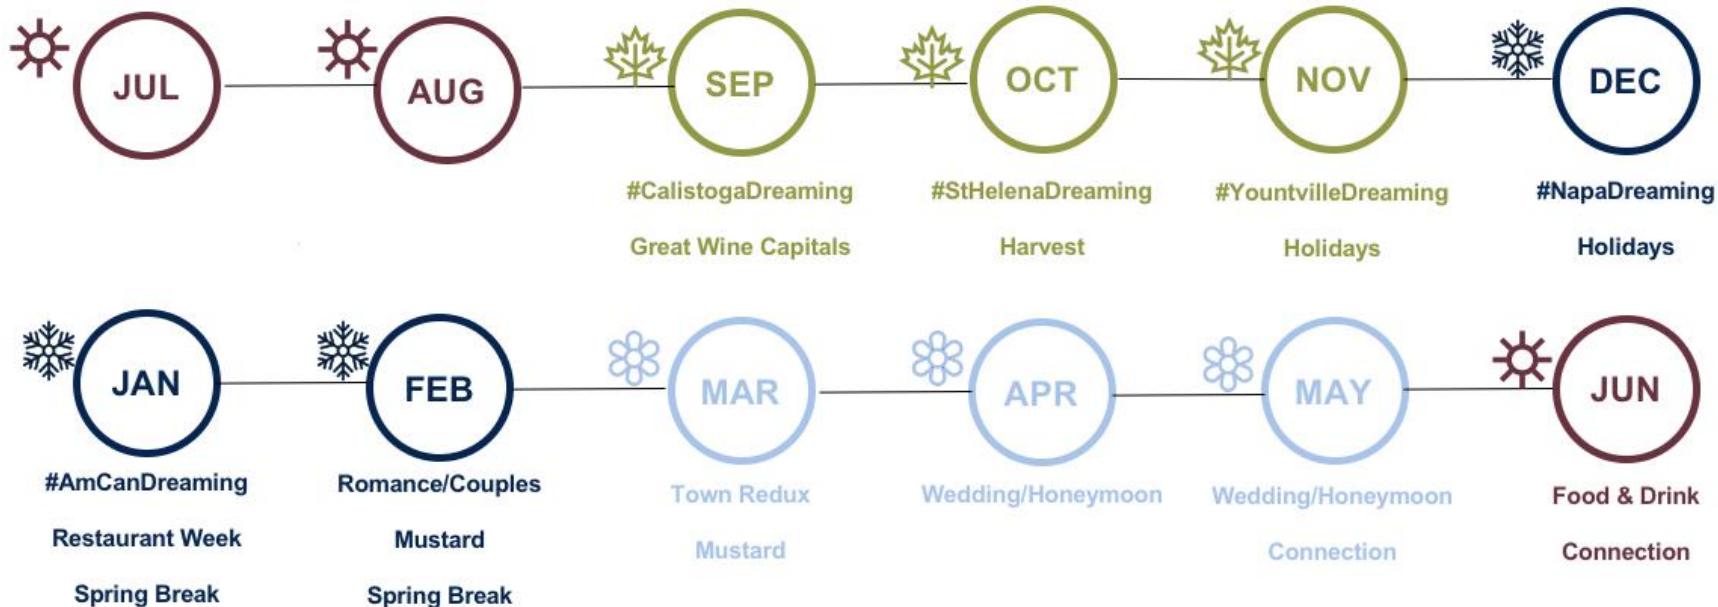 JUL
AUG
SEP
OCT
NOV
DEC
#CalistogaDreaming
#StHelenaDreaming
#YountvilleDreaming
#NapaDreaming
Great Wine Capitals
Harvest
Holidays
Holidays
JAN
FEB
MAR
APR
MAY
JUN
#AmCanDreaming
Romance/Couples
Town Redux
Wedding/Honeymoon
Wedding/Honeymoon
Food & Drink
Restaurant Week
Mustard
Mustard
Connection
Connection
Spring Break
Spring Break